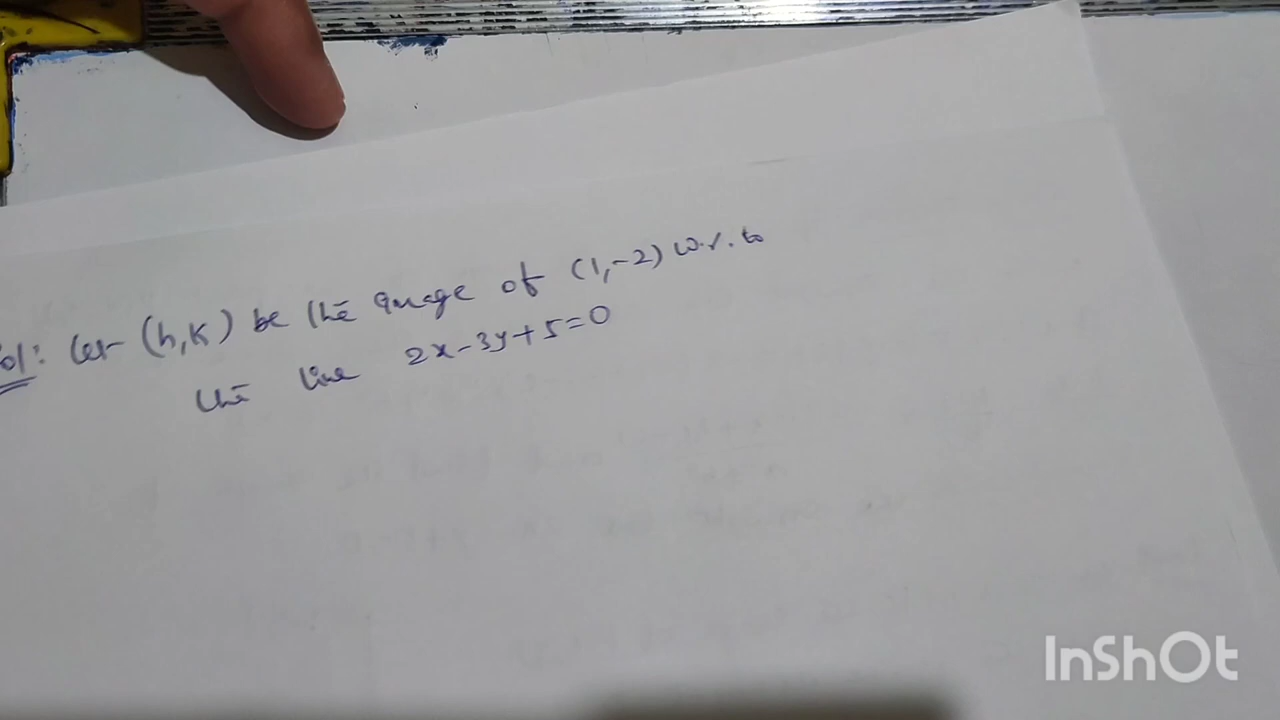 Sol: Let (h,k) be the image of (1,-2) w.r.to
the line 2x-3y+5=0
InShOt